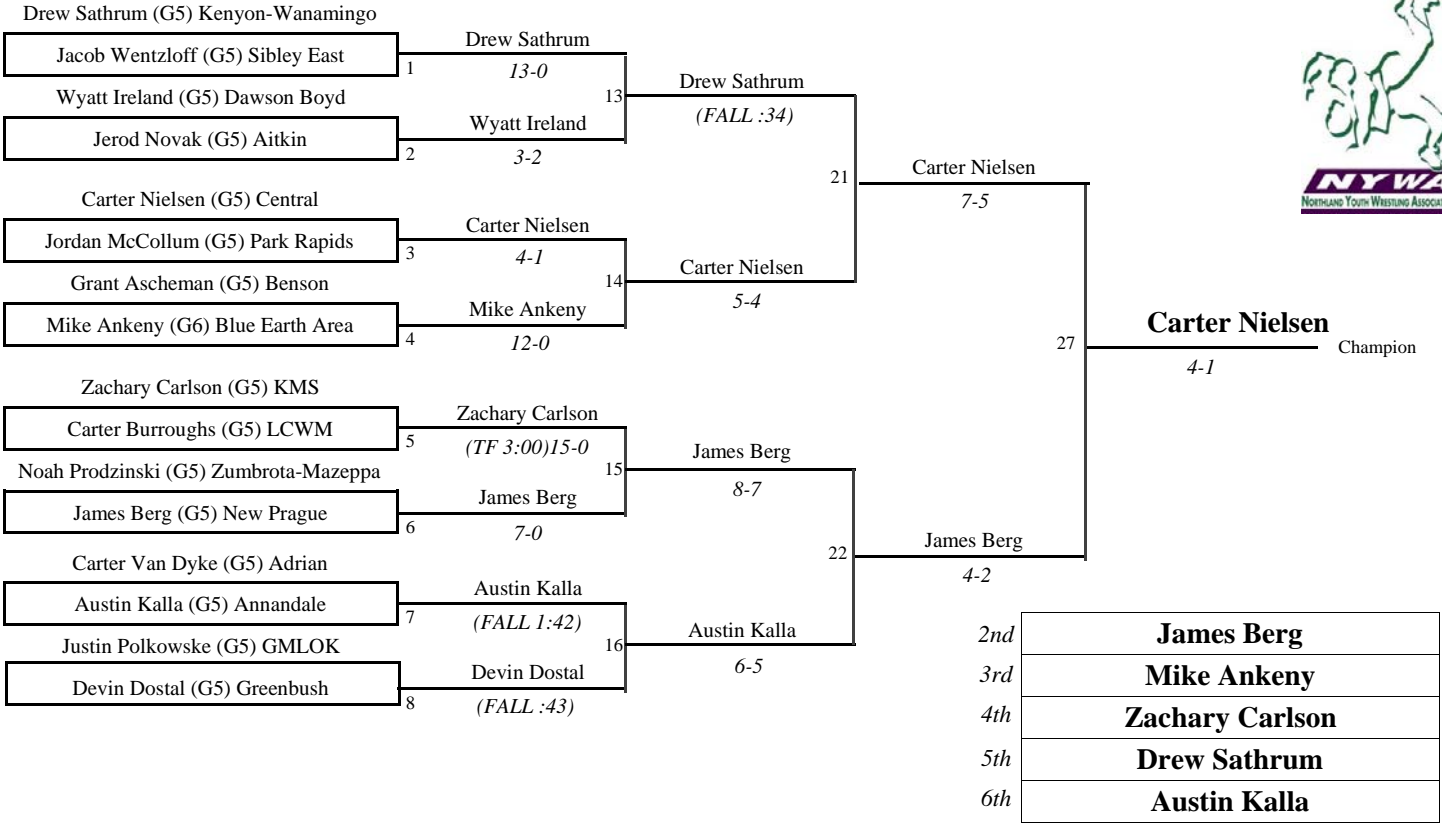 Drew Sathrum (G5) Kenyon-Wanamingo
Jacob Wentzloff (G5) Sibley East
1
Drew Sathrum
13-0
Wyatt Ireland (G5) Dawson Boyd
Jerod Novak (G5) Aitkin
2
Wyatt Ireland
3-2
13
Drew Sathrum
(FALL :34)
Carter Nielsen (G5) Central
Jordan McCollum (G5) Park Rapids
3
Carter Nielsen
4-1
Grant Ascheman (G5) Benson
Mike Ankeny (G6) Blue Earth Area
4
Mike Ankeny
12-0
14
Carter Nielsen
5-4
21
Carter Nielsen
7-5
Zachary Carlson (G5) KMS
Carter Burroughs (G5) LCWM
5
Zachary Carlson
(TF 3:00)15-0
Noah Prodzinski (G5) Zumbrota-Mazeppa
James Berg (G5) New Prague
6
James Berg
7-0
15
James Berg
8-7
Carter Van Dyke (G5) Adrian
Austin Kalla (G5) Annandale
7
Austin Kalla
(FALL 1:42)
Justin Polkowske (G5) GMLOK
Devin Dostal (G5) Greenbush
8
Devin Dostal
(FALL :43)
16
Austin Kalla
6-5
22
James Berg
4-2
27
Carter Nielsen
4-1
Champion
NYWA
NORTHLAND YOUTH WRESTLING
2nd James Berg
3rd Mike Ankeny
4th Zachary Carlson
5th Drew Sathrum
6th Austin Kalla